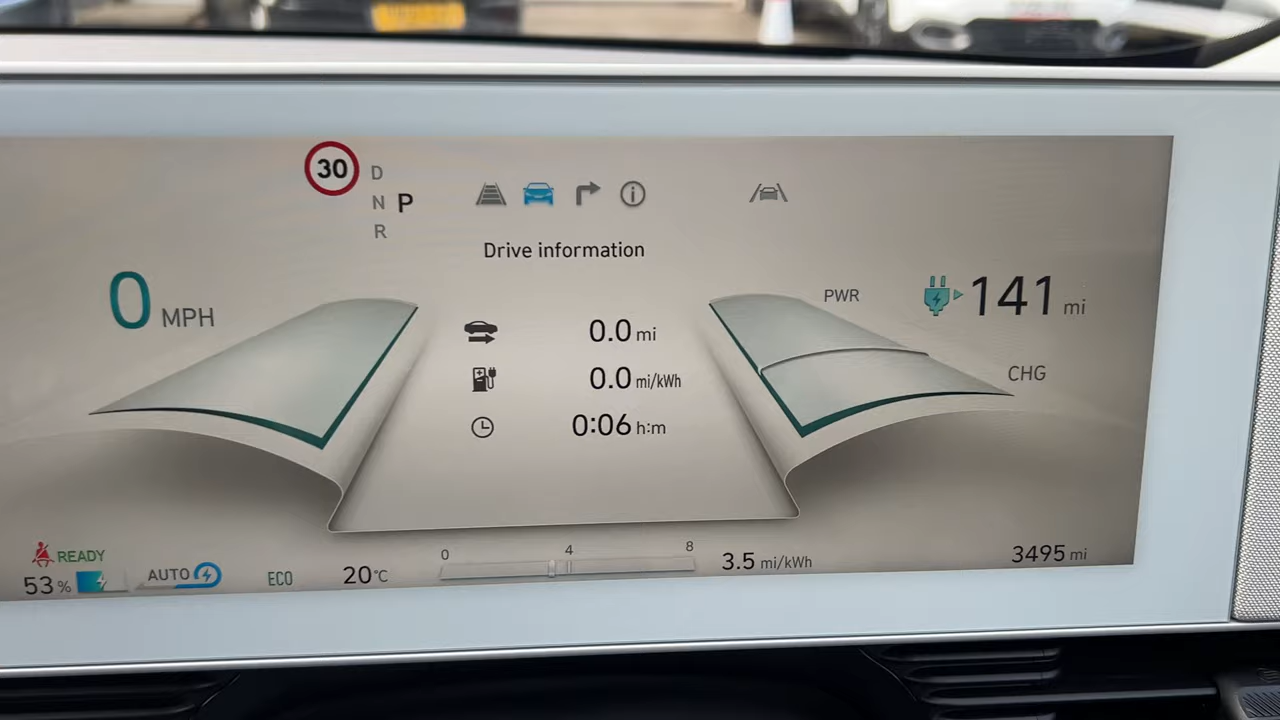 30
D
N P
R
Drive information
0 MPH
PWR
141 mi
0.0 mi
0.0 mi/kWh
CHG
0:06 h:m
READY
53 %
AUTO
ECO
20°C
0 4 8
3.5 mi/kWh
3495 mi